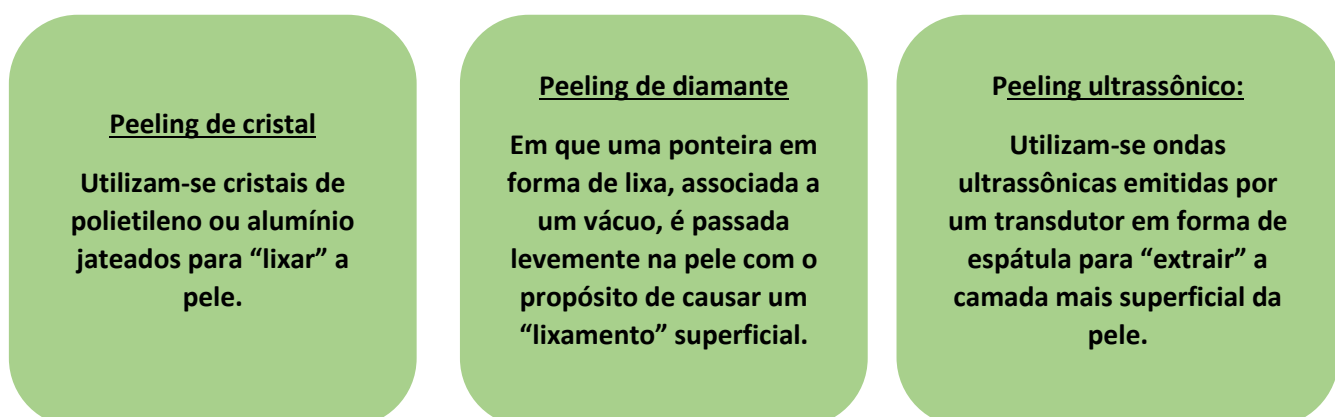 Peeling de cristal
Utilizam-se cristais de
polietileno ou alumínio
jateados para “lixar” a
pele.
Peeling de diamante
Em que uma ponteira em
forma de lixa, associada a
um vácuo, é passada
levemente na pele com o
propósito de causar um
“lixamento” superficial.
Peeling ultrassônico:
Utilizam-se ondas
ultrassônicas emitidas por
um transdutor em forma de
espátula para “extrair” a
camada mais superficial da
pele.